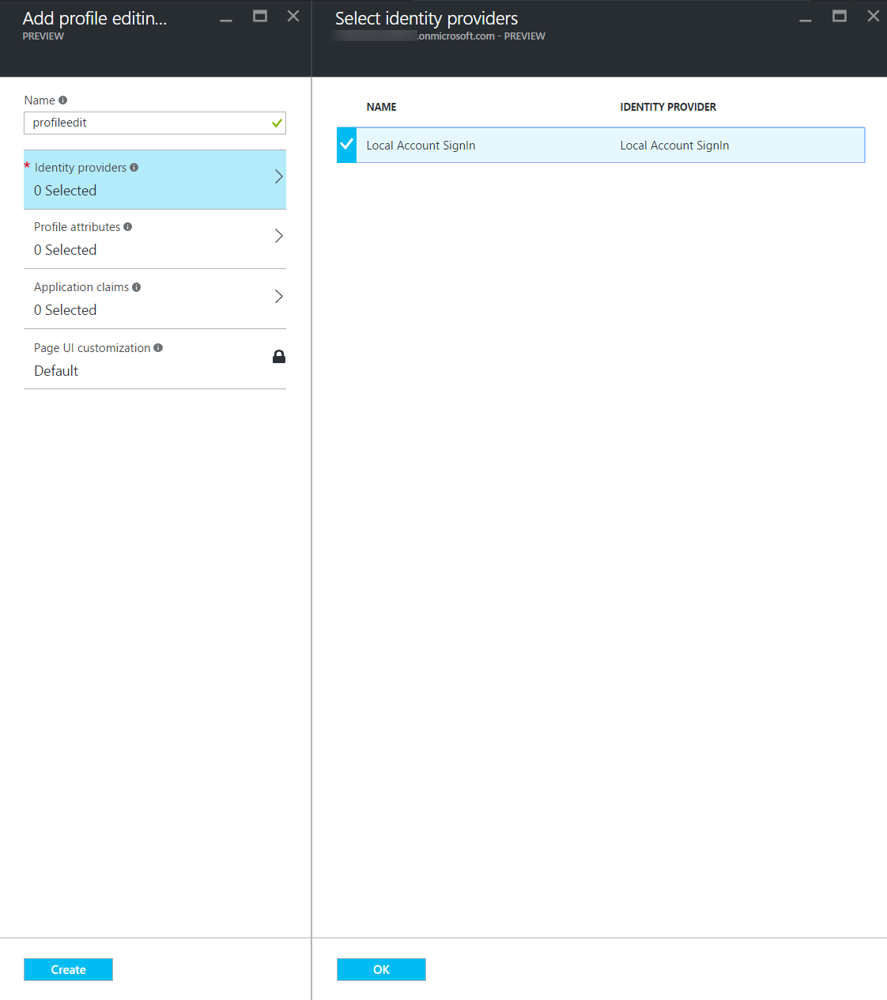 Add profile editin...
PREVIEW
Name
profileedit
* Identity providers
0 Selected
Profile attributes
0 Selected
Application claims
0 Selected
Page UI customization
Default
Create
Select identity providers
.onmicrosoft.com - PREVIEW
NAME IDENTITY PROVIDER
Local Account SignIn Local Account SignIn
OK